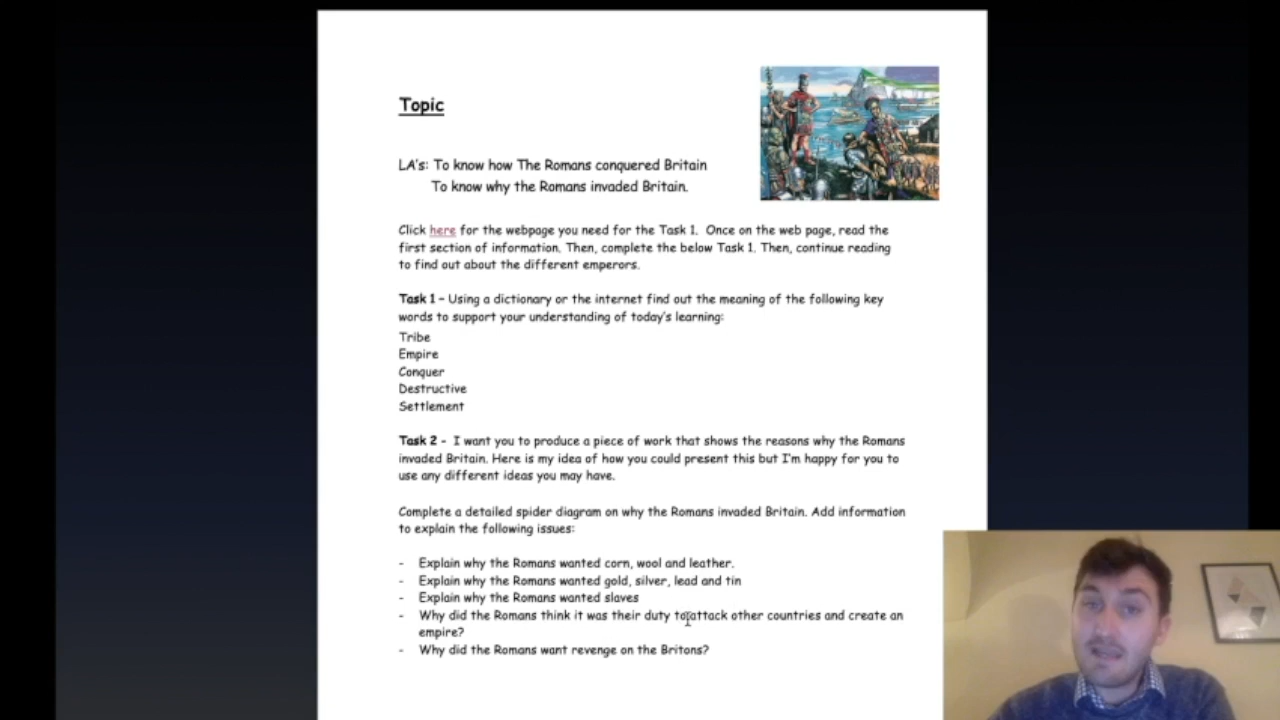 Topic
LA's: To know how The Romans conquered Britain
To know why the Romans invaded Britain.
Click here for the webpage you need for the Task 1. Once on the web page, read the
first section of information. Then, complete the below Task 1. Then, continue reading
to find out about the different emperors.
Task 1 – Using a dictionary or the internet find out the meaning of the following key
words to support your understanding of today's learning:
Tribe
Empire
Conquer
Destructive
Settlement
Task 2 - I want you to produce a piece of work that shows the reasons why the Romans
invaded Britain. Here is my idea of how you could present this but I'm happy for you to
use any different ideas you may have.
Complete a detailed spider diagram on why the Romans invaded Britain. Add information
to explain the following issues:
- Explain why the Romans wanted corn, wool and leather.
- Explain why the Romans wanted gold, silver, lead and tin
- Explain why the Romans wanted slaves
- Why did the Romans think it was their duty to attack other countries and create an
empire?
- Why did the Romans want revenge on the Britons?